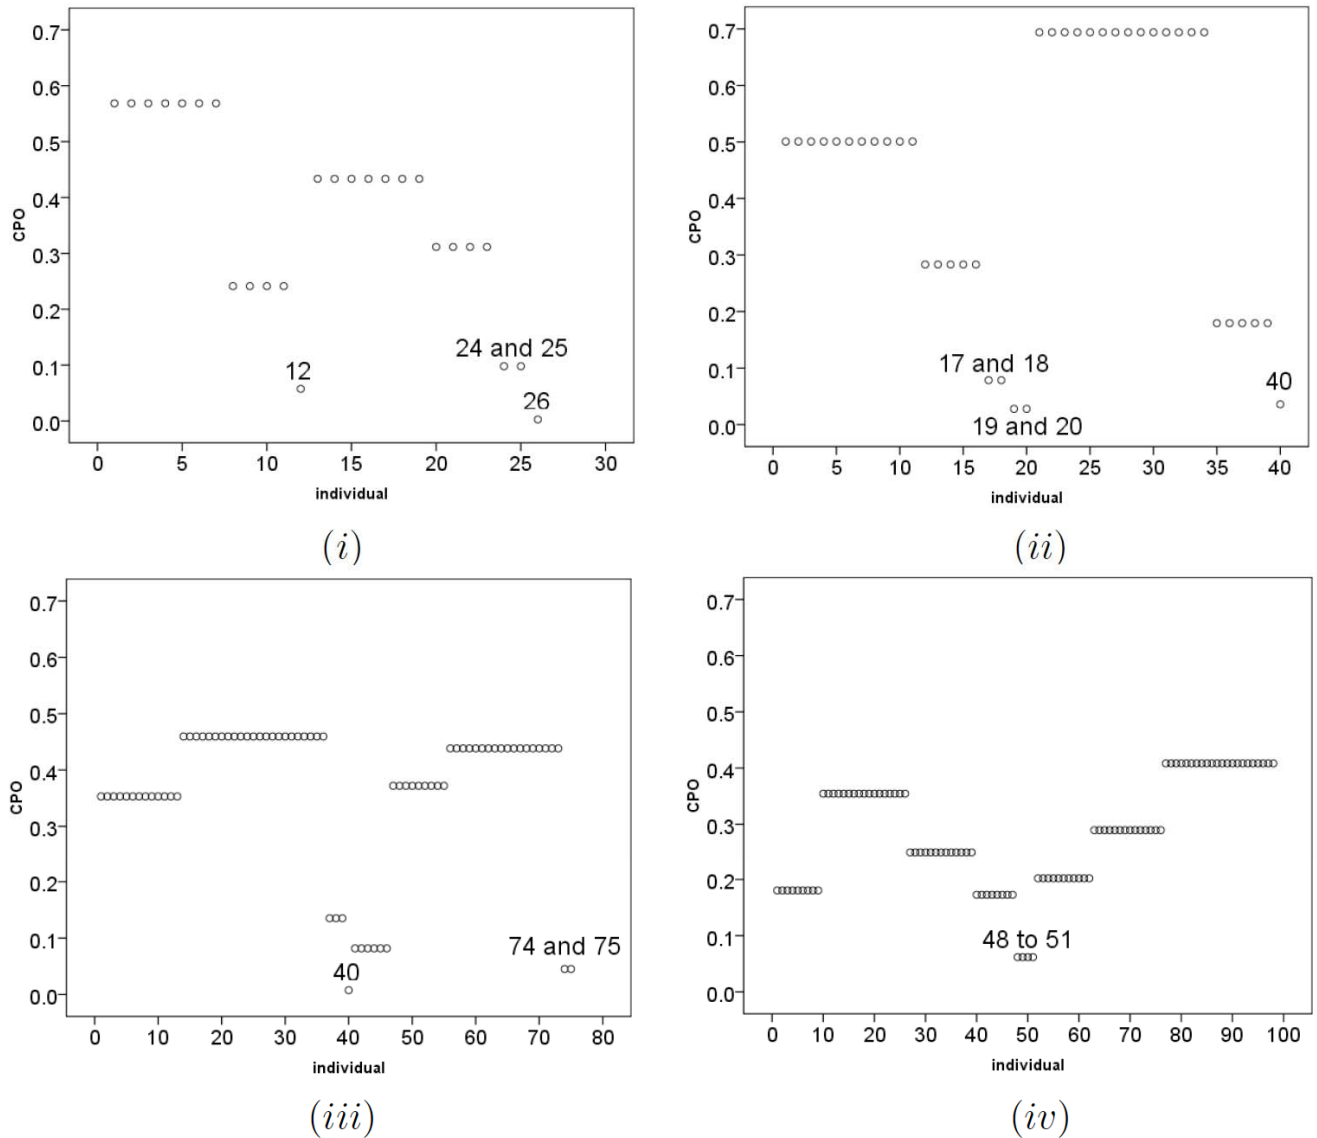 0.7
0.6
0.5
0.4
0.3
0.2
0.1
0.0
CPO
12
24 and 25
26
0 5 10 15 20 25 30
individual
(i)
0.7
0.6
0.5
0.4
0.3
0.2
0.1
0.0
CPO
17 and 18
19 and 20
40
0 5 10 15 20 25 30 35 40
individual
(ii)
0.7
0.6
0.5
0.4
0.3
0.2
0.1
0.0
CPO
40
74 and 75
0 10 20 30 40 50 60 70 80
individual
(iii)
0.7
0.6
0.5
0.4
0.3
0.2
0.1
0.0
CPO
48 to 51
0 10 20 30 40 50 60 70 80 90 100
individual
(iv)